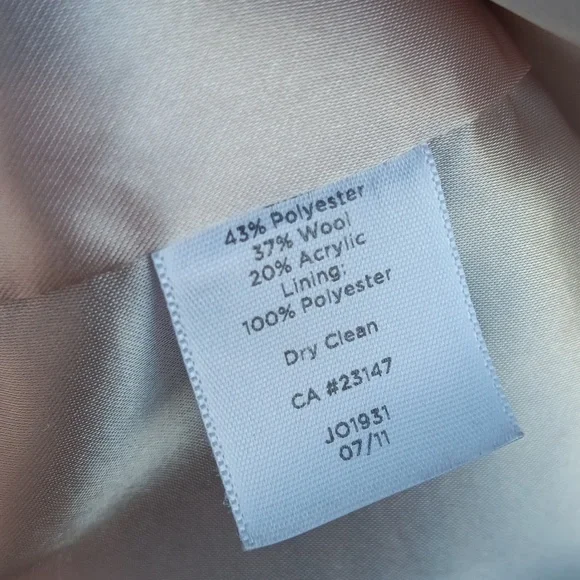 43% Polyester
37% Wool
20% Acrylic
Lining:
100% Polyester
Dry Clean
CA #23147
JO1931
07/11